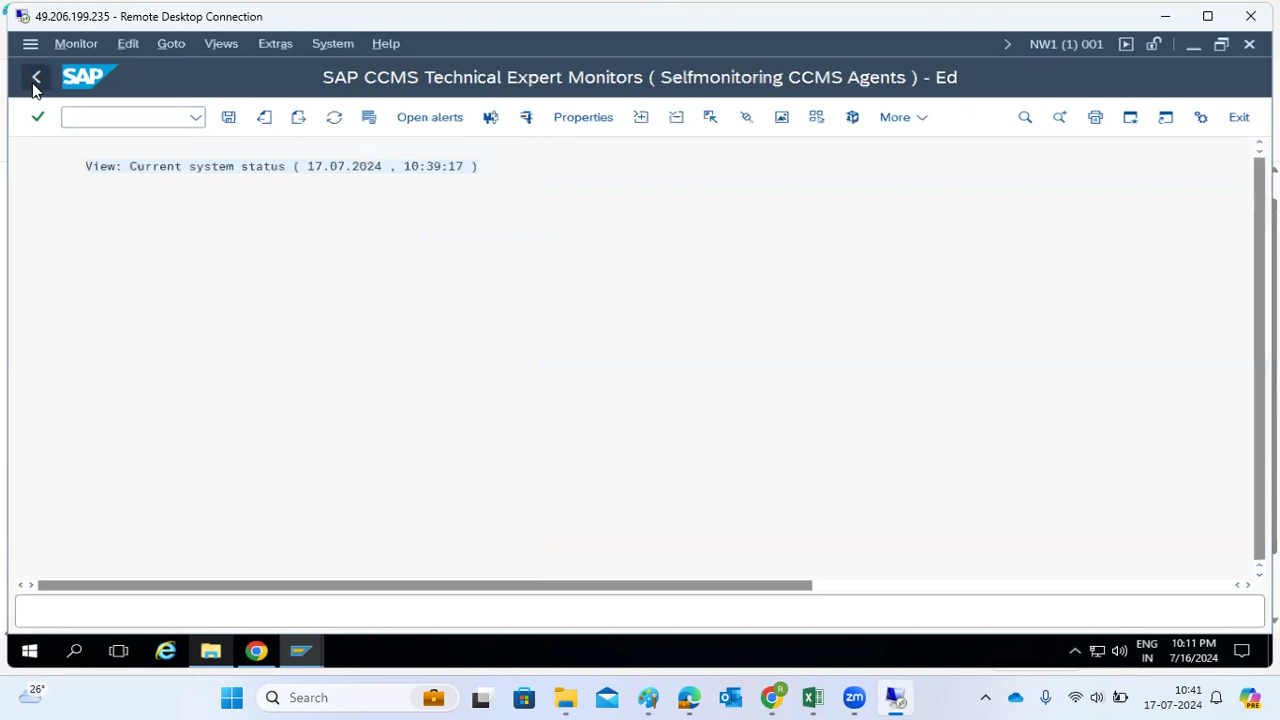 49.206.199.235 - Remote Desktop Connection
Monitor Edit Goto Views Extras System Help NW1 (1) 001
SAP SAP CCMS Technical Expert Monitors ( Selfmonitoring CCMS Agents ) - Ed
Open alerts Properties More Exit
View: Current system status ( 17.07.2024 , 10:39:17 )
ENG 10:11 PM
IN 7/16/2024
26° Search 10:41
17-07-2024